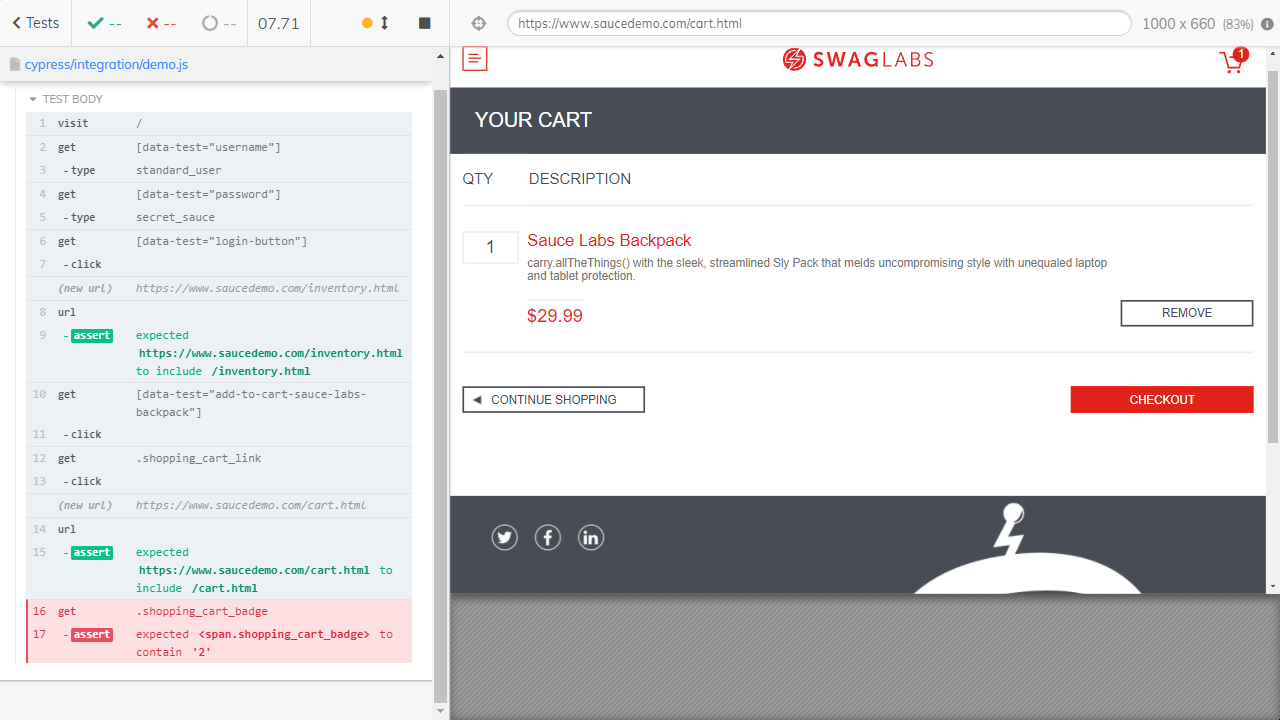 Tests
--
--
--
07.71
https://www.saucedemo.com/cart.html
1000 x 660 (83%)
cypress/integration/demo.js
TEST BODY
1 visit /
2 get [data-test="username"]
3 -type standard_user
4 get [data-test="password"]
5 -type secret_sauce
6 get [data-test="login-button"]
7 -click
(new url) https://www.saucedemo.com/inventory.html
8 url
9 -assert expected
https://www.saucedemo.com/inventory.html
to include /inventory.html
10 get [data-test="add-to-cart-sauce-labs-
backpack"]
11 -click
12 get .shopping_cart_link
13 -click
(new url) https://www.saucedemo.com/cart.html
14 url
15 -assert expected
https://www.saucedemo.com/cart.html to
include /cart.html
16 get .shopping_cart_badge
17 -assert expected <span.shopping_cart_badge> to
contain '2'
SWAGLABS
1
YOUR CART
QTY DESCRIPTION
1 Sauce Labs Backpack
carry.allTheThings() with the sleek, streamlined Sly Pack that melds uncompromising style with unequaled laptop
and tablet protection.
$29.99
REMOVE
CONTINUE SHOPPING
CHECKOUT